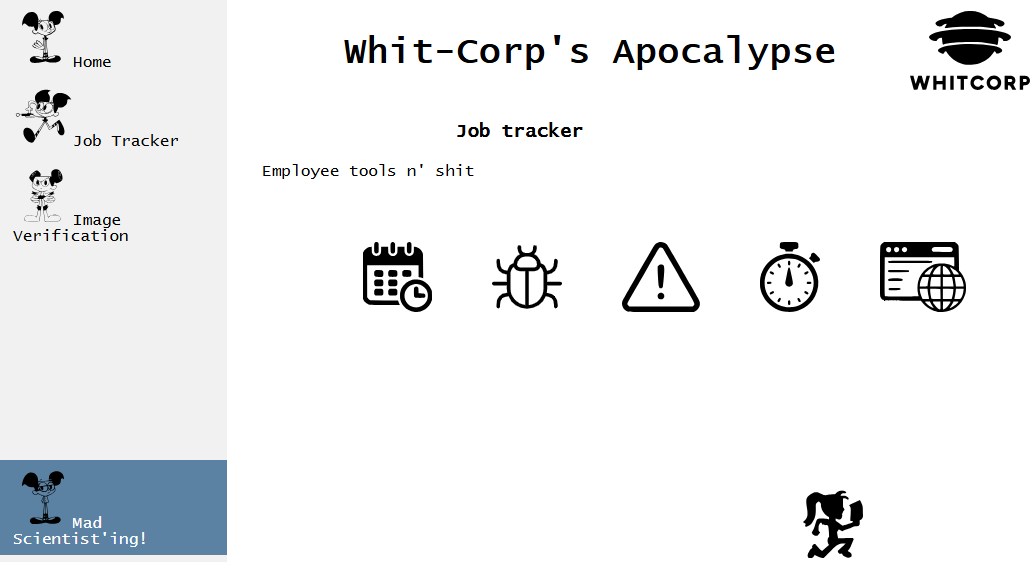 Home
Job Tracker
Image
Verification
Mad
Scientist'ing!
Whit-Corp's Apocalypse
WHITCORP
Job tracker
Employee tools n' shit